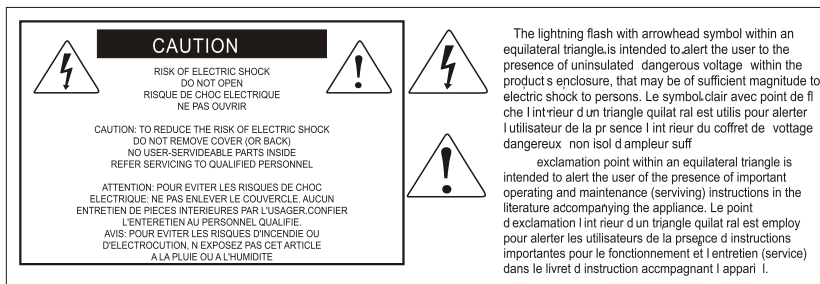 CAUTION
RISK OF ELECTRIC SHOCK
DO NOT OPEN
RISQUE DE CHOC ELECTRIQUE
NE PAS OUVRIR
CAUTION: TO REDUCE THE RISK OF ELECTRIC SHOCK
DO NOT REMOVE COVER (OR BACK)
NO USER-SERVIDEABLE PARTS INSIDE
REFER SERVICING TO QUALIFIED PERSONNEL
ATTENTION: POUR EVITER LES RISQUES DE CHOC
ELECTRIQUE: NE PAS ENLEVER LE COUVERCLE. AUCUN
ENTRETIEN DE PIECES INTERIEURES PAR L'USAGER.CONFIER
L'ENTERETIEN AU PERSONNEL QUALIFIE.
AVIS: POUR EVITER LES RISQUES D'INCENDIE OU
D'ELECTROCUTION, N EXPOSEZ PAS CET ARTICLE
A LA PLUIE OU A L'HUMIDITE
The lightning flash with arrowhead symbol within an
equilateral triangle,is intended to alert the user to the
presence of uninsulated dangerous voltage within the
product s enclosure, that may be of sufficient magnitude to
electric shock to persons. Le symbol clair avec point de fl
che l int rieur d un triangle quilat ral est utilis pour alerter
l utilisateur de la pr sence l int rieur du coffret de vottage
dangereux non isol d ampleur suff
exclamation point within an equilateral triangle is
intended to alert the user of the presence of important
operating and maintenance (serviving) instructions in the
literature accompanying the appliance. Le point
d exclamation l int rieur d un triangle quilat ral est employ
pour alerter les utilisateurs de la presence d instructions
importantes pour le fonctionnement et l entretien (service)
dans le livret d instruction accmpagnant l appari l.